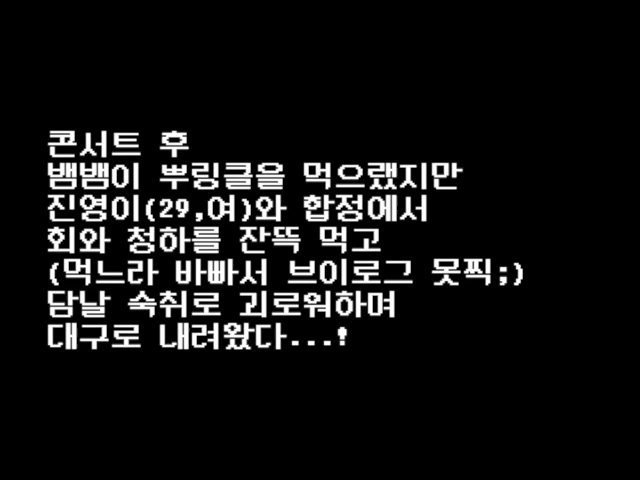 콘서트 후
뱀뱀이 뿌링클을 먹으랬지만
진영이(29,여)와 합정에서
회와 청하를 잔뜩 먹고
(먹느라 바빠서 브이로그 못찍;)
담날 숙취로 괴로워하며
대구로 내려왔다...!